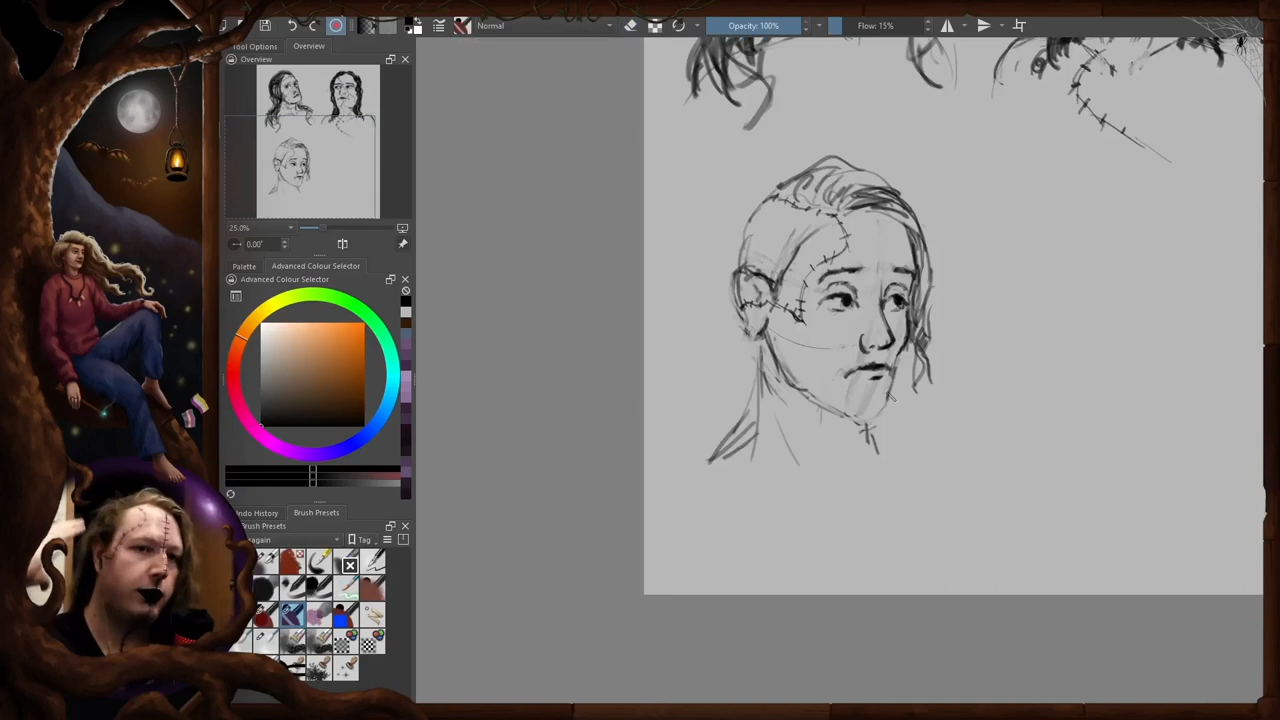 Normal
Opacity: 100%
Flow: 15%
Tool Options
Overview
Overview
25.0%
0.00°
Palette
Advanced Colour Selector
Advanced Colour Selector
Undo History
Brush Presets
Brush Presets
again
Tag